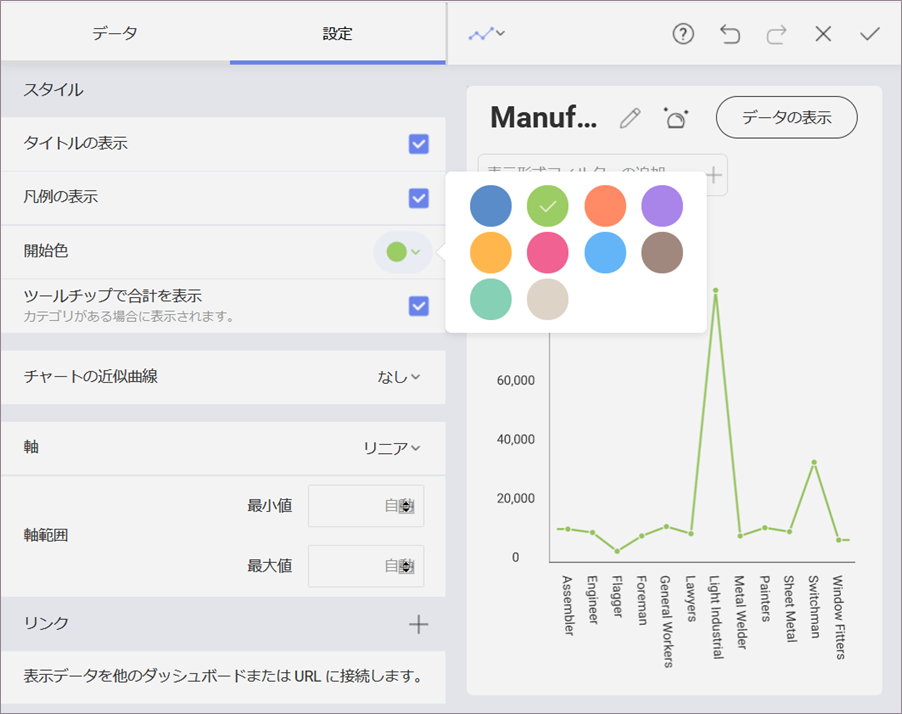 データ
設定
スタイル
タイトルの表示
凡例の表示
開始色
ツールチップで合計を表示
カテゴリがある場合に表示されます。
チャートの近似曲線
なし
軸
リニア
軸範囲
最小値
自動
最大値
自動
リンク
表示データを他のダッシュボードまたは URL に接続します。
Manuf...
データの表示
表示形式フィルターの追加
60,000
40,000
20,000
0
Assembler
Engineer
Flagger
Foreman
General Workers
Lawyers
Light Industrial
Metal Welder
Painters
Sheet Metal
Switchman
Window Fitters